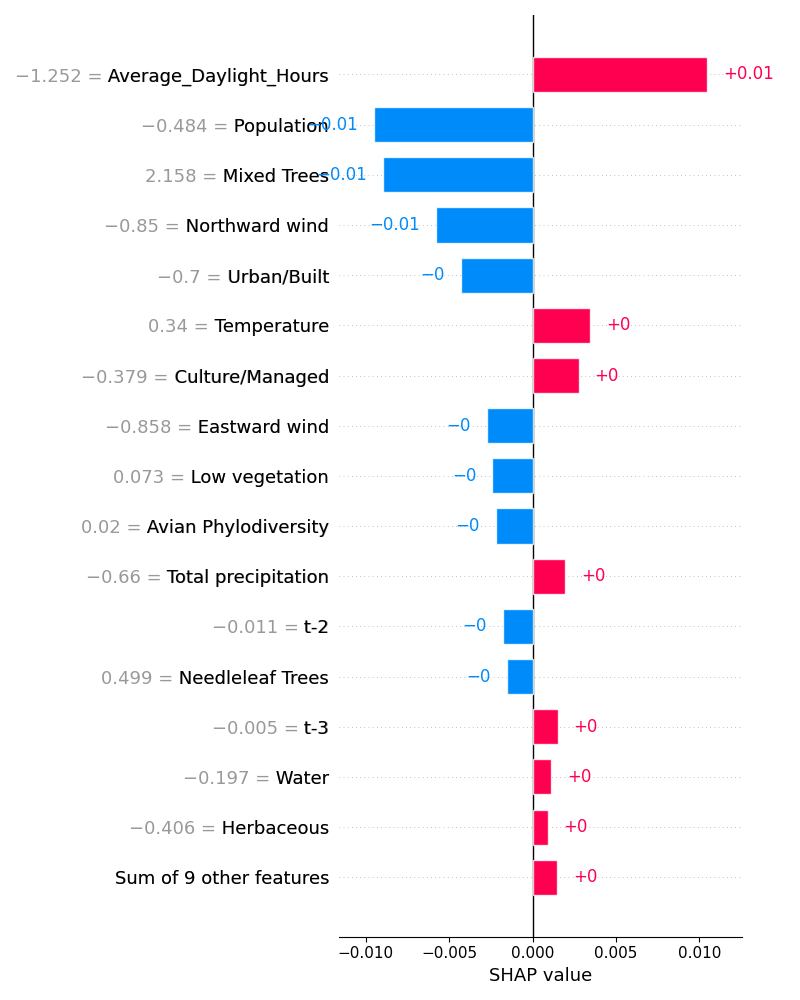 −1.252 = Average_Daylight_Hours +0.01
−0.484 = Population −0.01
2.158 = Mixed Trees −0.01
−0.85 = Northward wind −0.01
−0.7 = Urban/Built −0
0.34 = Temperature +0
−0.379 = Culture/Managed +0
−0.858 = Eastward wind −0
0.073 = Low vegetation −0
0.02 = Avian Phylodiversity −0
−0.66 = Total precipitation +0
−0.011 = t-2 −0
0.499 = Needleleaf Trees −0
−0.005 = t-3 +0
−0.197 = Water +0
−0.406 = Herbaceous +0
Sum of 9 other features +0
−0.010 −0.005 0.000 0.005 0.010
SHAP value